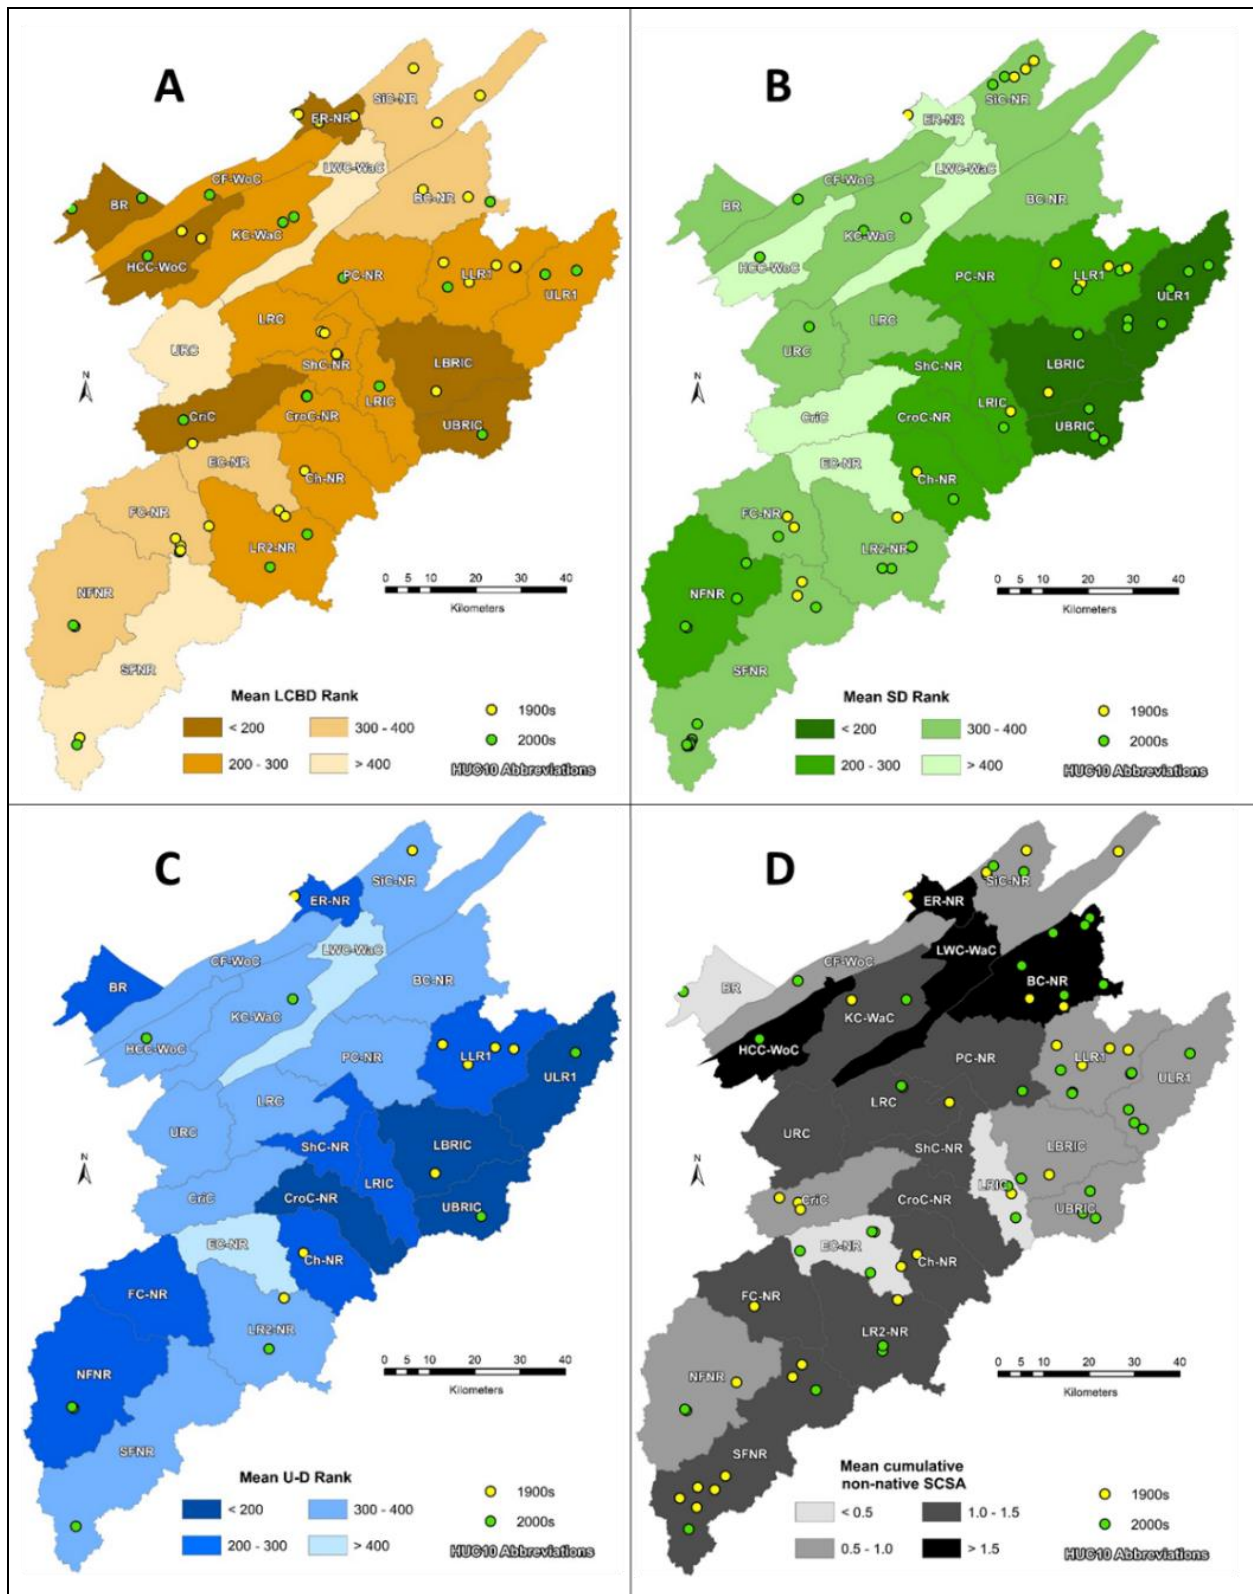 A
SiC-NR
ER-NR
UWC-WaC
CF-WoC
BR
BC-NR
KC-WaC
HCC-WoC
PC-NR
LLR1
ULR1
LRC
URC
ShC-NR
LBRIC
N
LRIC
CriC
CroC-NR
UBRIC
EC-NR
Ch-NR
FC-NR
LR2-NR
0 5 10 20 30 40
Kilometers
NFNR
SFNR
Mean LCBD Rank
< 200
300 - 400
200 - 300
> 400
1900s
2000s
HUC10 Abbreviations
B
SiC-NR
ER-NR
LWC-WaC
CF-WoC
BR
BC-NR
KC-WaC
HCC-WoC
PC-NR
LLR1
ULR1
LRC
URC
ShC-NR
LBRIC
N
LRIC
CriC
CroC-NR
UBRIC
EC-NR
Ch-NR
FC-NR
LR2-NR
0 5 10 20 30 40
Kilometers
NFNR
SFNR
Mean SD Rank
< 200
300 - 400
200 - 300
> 400
1900s
2000s
HUC10 Abbreviations
C
SiC-NR
ER-NR
LWC-WaC
CF-WoC
BR
BC-NR
KC-WaC
HCC-WoC
PC-NR
LLR1
ULR1
LRC
URC
ShC-NR
LBRIC
N
LRIC
CriC
CroC-NR
UBRIC
EC-NR
Ch-NR
FC-NR
LR2-NR
0 5 10 20 30 40
Kilometers
NFNR
SFNR
Mean U-D Rank
< 200
300 - 400
200 - 300
> 400
1900s
2000s
HUC10 Abbreviations
D
SiC-NR
ER-NR
LWC-WaC
CF-WoC
BR
BC-NR
KC-WaC
HCC-WoC
PC-NR
LLR1
ULR1
LRC
URC
ShC-NR
LBRIC
N
LRIC
CriC
CroC-NR
UBRIC
EC-NR
Ch-NR
FC-NR
LR2-NR
0 5 10 20 30 40
Kilometers
NFNR
SFNR
Mean cumulative
non-native SCSA
< 0.5
1.0 - 1.5
0.5 - 1.0
> 1.5
1900s
2000s
HUC10 Abbreviations